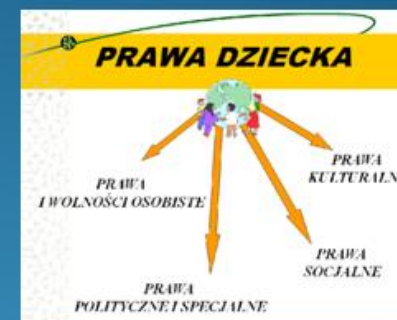 PRAWA DZIECKA
PRAWA
I WOLNOŚCI OSOBISTE
PRAWA
POLITYCZNE I SPECJALNE
PRAWA
SOCJALNE
PRAWA
KULTURALN